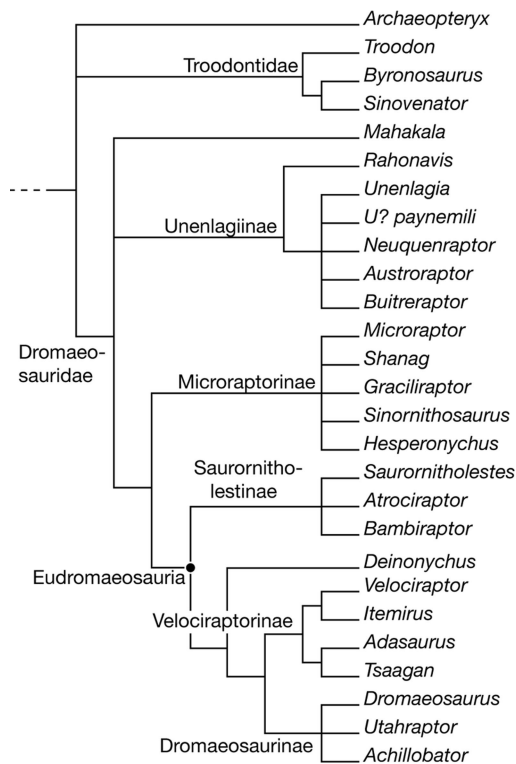 Archaeopteryx
Troodontidae
Troodon
Byronosaurus
Sinovenator
Mahakala
Rahonavis
Unenlagiinae
Unenlagia
U? paynemili
Neuquenraptor
Austroraptor
Buitreraptor
Dromaeo-
sauridae
Microraptorinae
Microraptor
Shanag
Graciliraptor
Sinornithosaurus
Hesperonychus
Saurornitho-
lestinae
Saurornitholestes
Atrociraptor
Bambiraptor
Eudromaeosauria
Deinonychus
Velociraptorinae
Velociraptor
Itemirus
Adasaurus
Tsaagan
Dromaeosaurinae
Dromaeosaurus
Utahraptor
Achillobator